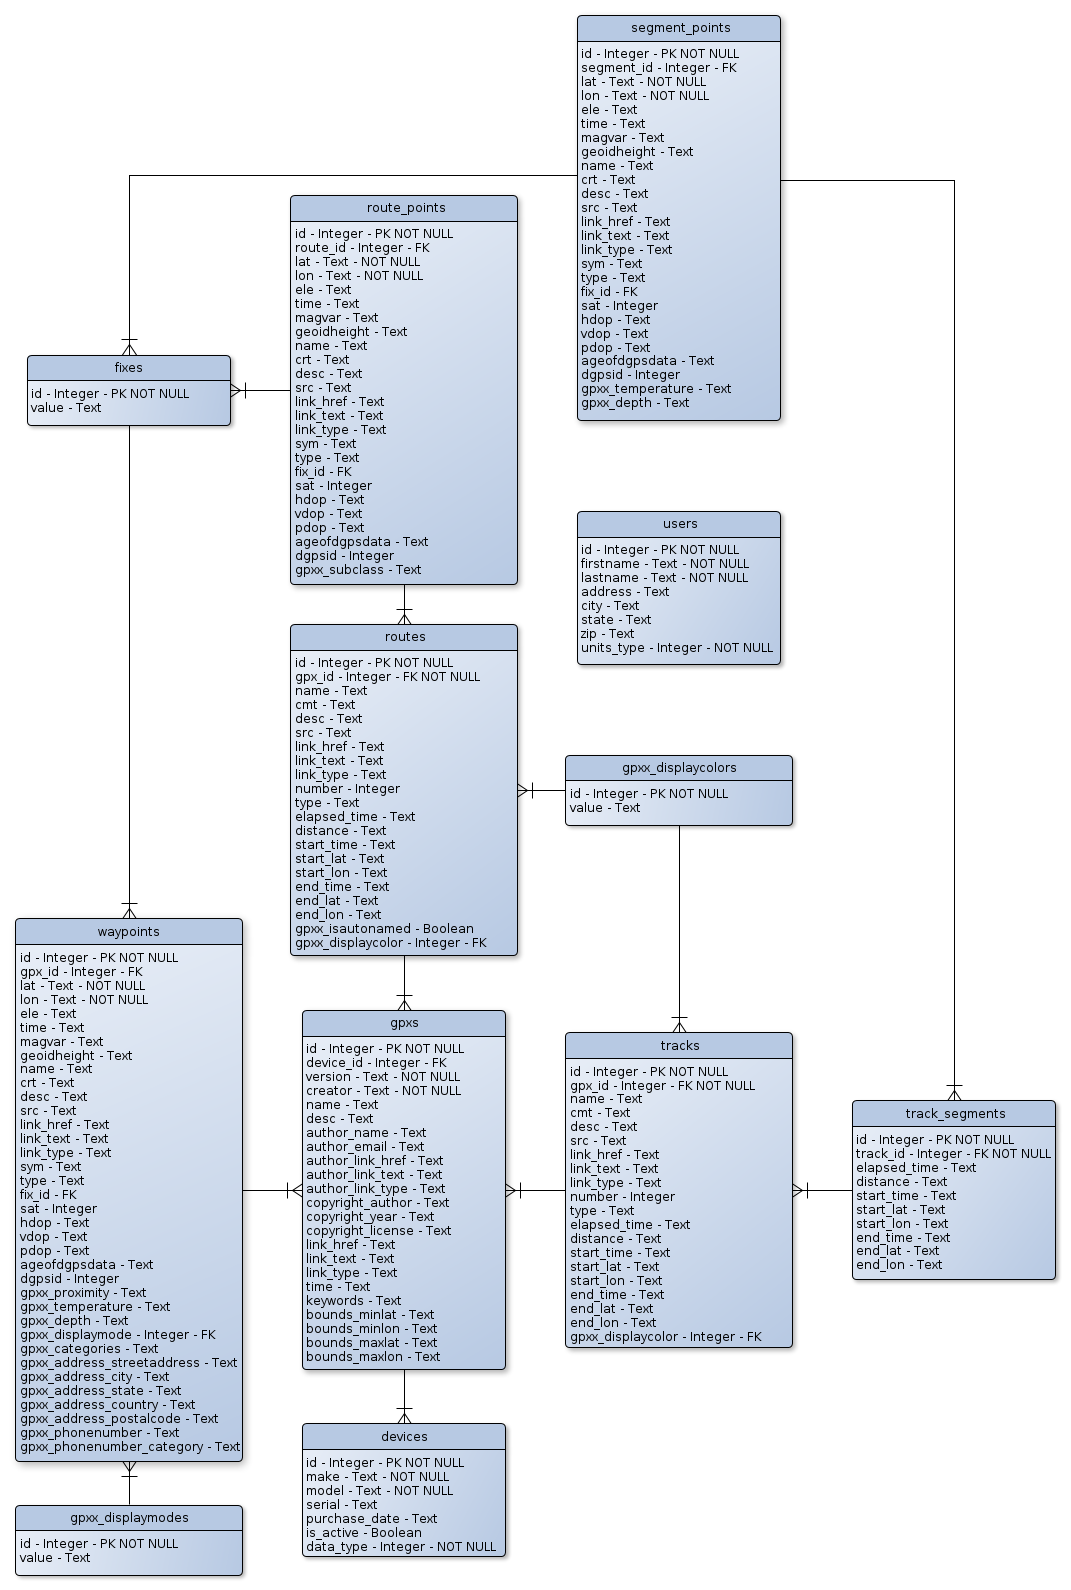 segment_points
id - Integer - PK NOT NULL
segment_id - Integer - FK
lat - Text - NOT NULL
lon - Text - NOT NULL
ele - Text
time - Text
magvar - Text
geoidheight - Text
name - Text
crt - Text
desc - Text
src - Text
link_href - Text
link_text - Text
link_type - Text
sym - Text
type - Text
fix_id - FK
sat - Integer
hdop - Text
vdop - Text
pdop - Text
ageofdgpsdata - Text
dgpsid - Integer
gpxx_temperature - Text
gpxx_depth - Text
route_points
id - Integer - PK NOT NULL
route_id - Integer - FK
lat - Text - NOT NULL
lon - Text - NOT NULL
ele - Text
time - Text
magvar - Text
geoidheight - Text
name - Text
crt - Text
desc - Text
src - Text
link_href - Text
link_text - Text
link_type - Text
sym - Text
type - Text
fix_id - FK
sat - Integer
hdop - Text
vdop - Text
pdop - Text
ageofdgpsdata - Text
dgpsid - Integer
gpxx_subclass - Text
fixes
id - Integer - PK NOT NULL
value - Text
users
id - Integer - PK NOT NULL
firstname - Text - NOT NULL
lastname - Text - NOT NULL
address - Text
city - Text
state - Text
zip - Text
units_type - Integer - NOT NULL
routes
id - Integer - PK NOT NULL
gpx_id - Integer - FK NOT NULL
name - Text
cmt - Text
desc - Text
src - Text
link_href - Text
link_text - Text
link_type - Text
number - Integer
type - Text
elapsed_time - Text
distance - Text
start_time - Text
start_lat - Text
start_lon - Text
end_time - Text
end_lat - Text
end_lon - Text
gpxx_isautonamed - Boolean
gpxx_displaycolor - Integer - FK
gpxx_displaycolors
id - Integer - PK NOT NULL
value - Text
waypoints
id - Integer - PK NOT NULL
gpx_id - Integer - FK
lat - Text - NOT NULL
lon - Text - NOT NULL
ele - Text
time - Text
magvar - Text
geoidheight - Text
name - Text
crt - Text
desc - Text
src - Text
link_href - Text
link_text - Text
link_type - Text
sym - Text
type - Text
fix_id - FK
sat - Integer
hdop - Text
vdop - Text
pdop - Text
ageofdgpsdata - Text
dgpsid - Integer
gpxx_proximity - Text
gpxx_temperature - Text
gpxx_depth - Text
gpxx_displaymode - Integer - FK
gpxx_categories - Text
gpxx_address_streetaddress - Text
gpxx_address_city - Text
gpxx_address_state - Text
gpxx_address_country - Text
gpxx_address_postalcode - Text
gpxx_phonenumber - Text
gpxx_phonenumber_category - Text
gpxs
id - Integer - PK NOT NULL
device_id - Integer - FK
version - Text - NOT NULL
creator - Text - NOT NULL
name - Text
desc - Text
author_name - Text
author_email - Text
author_link_href - Text
author_link_text - Text
author_link_type - Text
copyright_author - Text
copyright_year - Text
copyright_license - Text
link_href - Text
link_text - Text
link_type - Text
time - Text
keywords - Text
bounds_minlat - Text
bounds_minlon - Text
bounds_maxlat - Text
bounds_maxlon - Text
tracks
id - Integer - PK NOT NULL
gpx_id - Integer - FK NOT NULL
name - Text
cmt - Text
desc - Text
src - Text
link_href - Text
link_text - Text
link_type - Text
number - Integer
type - Text
elapsed_time - Text
distance - Text
start_time - Text
start_lat - Text
start_lon - Text
end_time - Text
end_lat - Text
end_lon - Text
gpxx_displaycolor - Integer - FK
track_segments
id - Integer - PK NOT NULL
track_id - Integer - FK NOT NULL
elapsed_time - Text
distance - Text
start_time - Text
start_lat - Text
start_lon - Text
end_time - Text
end_lat - Text
end_lon - Text
devices
id - Integer - PK NOT NULL
make - Text - NOT NULL
model - Text - NOT NULL
serial - Text
purchase_date - Text
is_active - Boolean
data_type - Integer - NOT NULL
gpxx_displaymodes
id - Integer - PK NOT NULL
value - Text